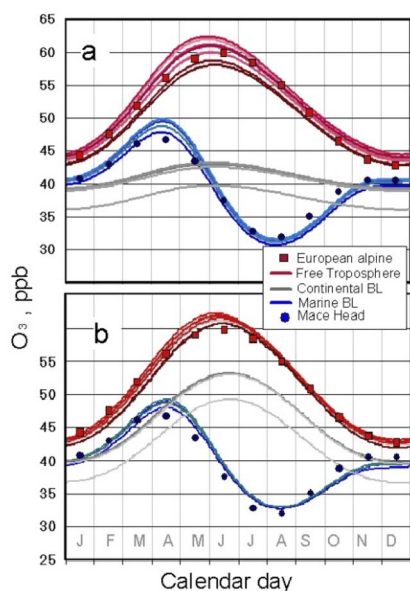 65
a
60
55
50
45
40
35
30
European alpine
Free Troposphere
Continental BL
Marine BL
Mace Head
O3, ppb
b
55
50
45
40
35
30
25
J F M A M J J A S O N D
Calendar day